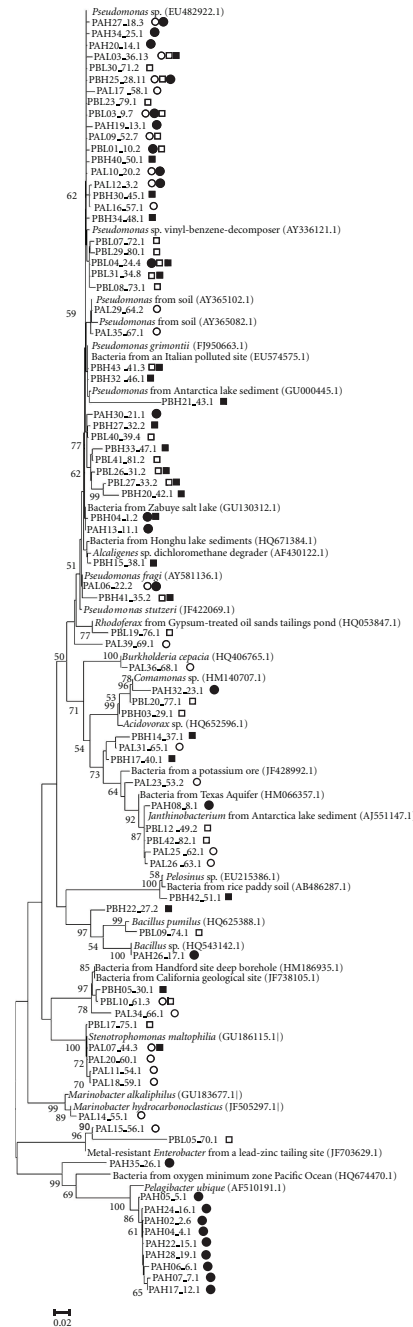 Pseudomonas sp. (EU482922.1)
PAH27_18.3
PAH34_25.1
PAH20_14.1
PAL03_36.13
PBL30_71.2
PBH25_28.11
PAL17_58.1
PBL23_79.1
PBL03_9.7
PAH19_13.1
PAL09_52.7
PBL01_10.2
PBH40_50.1
PAL10_20.2
PAL12_3.2
62
PBH30_45.1
PAL16_57.1
PBH34_48.1
Pseudomonas sp. vinyl-benzene-decomposer (AY336121.1)
PBL07_72.1
PBL29_80.1
PBL04_24.4
PBL31_34.8
PBL08_73.1
Pseudomonas from soil (AY365102.1)
PAL29_64.2
59
Pseudomonas from soil (AY365082.1)
PAL35_67.1
Pseudomonas grimontii (FJ950663.1)
Bacteria from an Italian polluted site (EU574575.1)
PBH43_41.3
PBH32_46.1
Pseudomonas from Antarctica lake sediment (GU000445.1)
PBH21_43.1
PAH30_21.1
PBH27_32.2
PBL40_39.4
77
PBH33_47.1
PBL41_81.2
62
PBL26_31.2
PBL27_33.2
99
PBH20_42.1
Bacteria from Zabuye salt lake (GU130312.1)
PBH04_1.2
PAH13_11.1
Bacteria from Honghu lake sediments (HQ671384.1)
Alcaligenes sp. dichloromethane degrader (AF430122.1)
PBH15_38.1
51
Pseudomonas fragi (AY581136.1)
PAL06_22.2
PBH41_35.2
Pseudomonas stutzeri (JF422069.1)
Rhodoferax from Gypsum-treated oil sands tailings pond (HQ053847.1)
PBL19_76.1
77
PAL39_69.1
50
Burkholderia cepacia (HQ406765.1)
100
PAL36_68.1
78
Comamonas sp. (HM140707.1)
96
PAH32_23.1
53
PBL20_77.1
99
PBH03_29.1
71
Acidovorax sp. (HQ652596.1)
PBH14_37.1
54
PAL31_65.1
PBH17_40.1
73
Bacteria from a potassium ore (JF428992.1)
PAL23_53.2
64
Bacteria from Texas Aquifer (HM066357.1)
PAH08_8.1
92
Janthinobacterium from Antarctica lake sediment (AJ551147.1
PBL12_49.2
87
PBL42_82.1
PAL25_62.1
PAL26_63.1
58
Pelosinus sp. (EU215386.1)
100
Bacteria from rice paddy soil (AB486287.1)
PBH42_51.1
PBH22_27.2
99
Bacillus pumilus (HQ625388.1)
97
PBL09_74.1
54
Bacillus sp. (HQ543142.1)
100
PAH26_17.1
85
Bacteria from Handford site deep borehole (HM186935.1)
Bacteria from California geological site (JF738105.1)
97
PBH05_30.1
PBL10_61.3
78
PAL34_66.1
PBL17_75.1
Stenotrophomonas maltophilia (GU186115.1|)
100
PAL07_44.3
72
PAL20_60.1
PAL11_54.1
70
PAL18_59.1
Marinobacter alkaliphilus (GU183677.1|)
99
Marinobacter hydrocarbonoclasticus (JF505297.1|)
89
PAL14_55.1
90
PAL15_56.1
96
PBL05_70.1
Metal-resistant Enterobacter from a lead-zinc tailing site (JF703629.1)
PAH35_26.1
99
Bacteria from oxygen minimum zone Pacific Ocean (HQ674470.1)
69
Pelagibacter ubique (AF510191.1)
PAH05_5.1
100
PAH24_16.1
86
PAH02_2.6
61
PAH04_4.1
PAH22_15.1
PAH28_19.1
PAH06_6.1
PAH07_7.1
65
PAH17_12.1
0.02